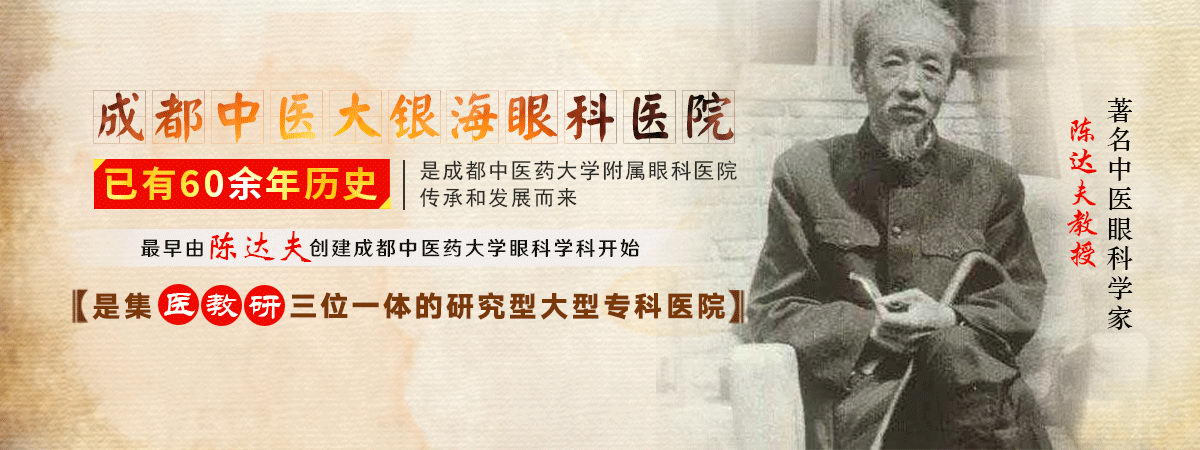 成都中医大银海眼科医院
已有60余年历史
是成都中医药大学附属眼科医院
传承和发展而来
最早由陈达夫创建成都中医药大学眼科学科开始
【是集医教研三位一体的研究型大型专科医院】
著名中医眼科学家
陈达夫教授